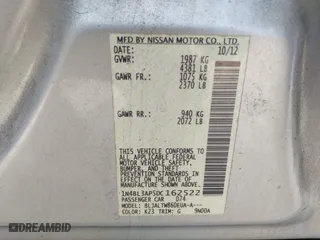 MFD BY NISSAN MOTOR CO., LTD.
DATE: 10/12
GVWR: 1987 KG
4381 LB
GAWR FR: 1075 KG
2370 LB
GAWR RR: 940 KG
2072 LB
THIS VEHICLE CONFORMS TO ALL APPLICABLE
FEDERAL MOTOR VEHICLE SAFETY,
BUMPER, AND THEFT
PREVENTION STANDARDS IN
EFFECT ON THE DATE OF
MANUFACTURE SHOWN ABOVE.
1N4BL3AP5DC162522
PASSENGER CAR 074
MODEL: BL3ALTW86DEUA-A---
COLOR: KZ3 TRIM: G 9N00A